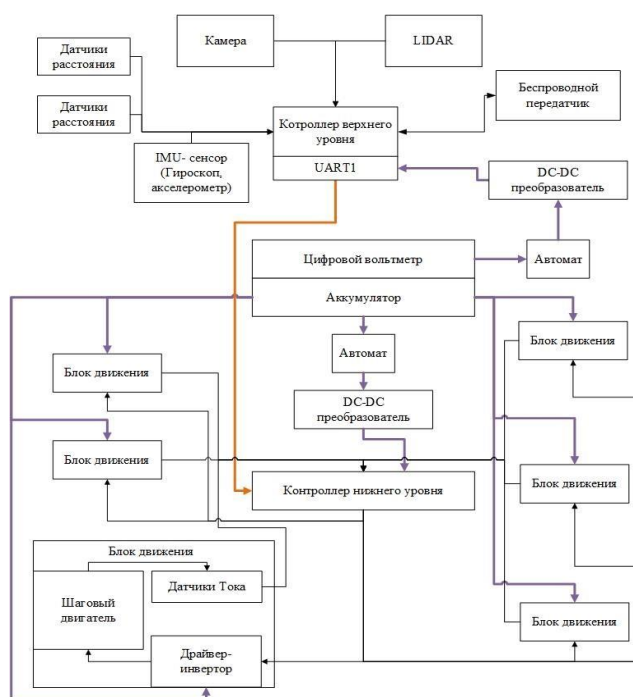 Камера
LIDAR
Датчики
расстояния
Датчики
расстояния
Беспроводной
передатчик
Котроллер верхнего
уровня
UART1
IMU- сенсор
(Гироскоп,
акселерометр)
DC-DC
преобразователь
Цифровой вольтметр
Автомат
Аккумулятор
Автомат
Блок движения
Блок движения
DC-DC
преобразователь
Блок движения
Контроллер нижнего уровня
Блок движения
Блок движения
Датчики Тока
Шаговый
двигатель
Блок движения
Драйвер-
инвертор